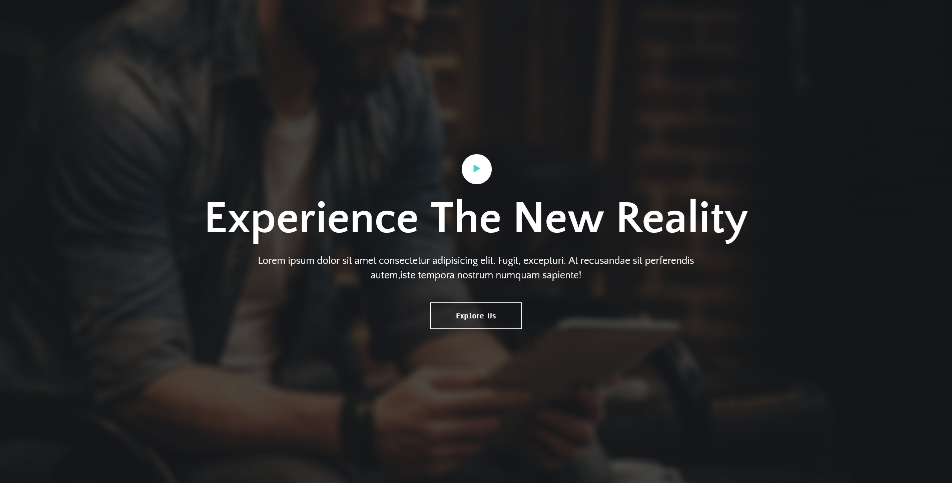 Experience The New Reality
Lorem ipsum dolor sit amet consectetur adipisicing elit. Fugit, excepturi. At recusandae sit perferendis
autem,iste tempora nostrum numquam sapiente!
Explore Us